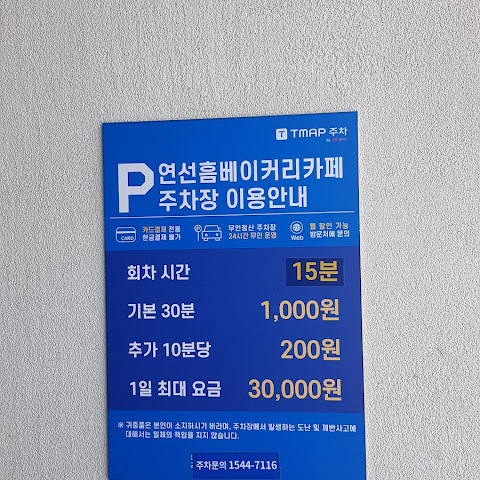 T TMAP 주차
P 연선흠베이커리카페
주차장 이용안내
카드결제 전용
현금결제 불가
CARD
무인정산 주차장
24시간 무인 운영
웹 할인 가능
방문처에 문의
Web
회차 시간 15분
기본 30분 1,000원
추가 10분당 200원
1일 최대 요금 30,000원
※ 귀중품은 본인이 소지하시기 바라며, 주차장에서 발생하는 도난 및 제반사고에
대해서는 일체의 책임을 지지 않습니다.
주차문의 1544-7116